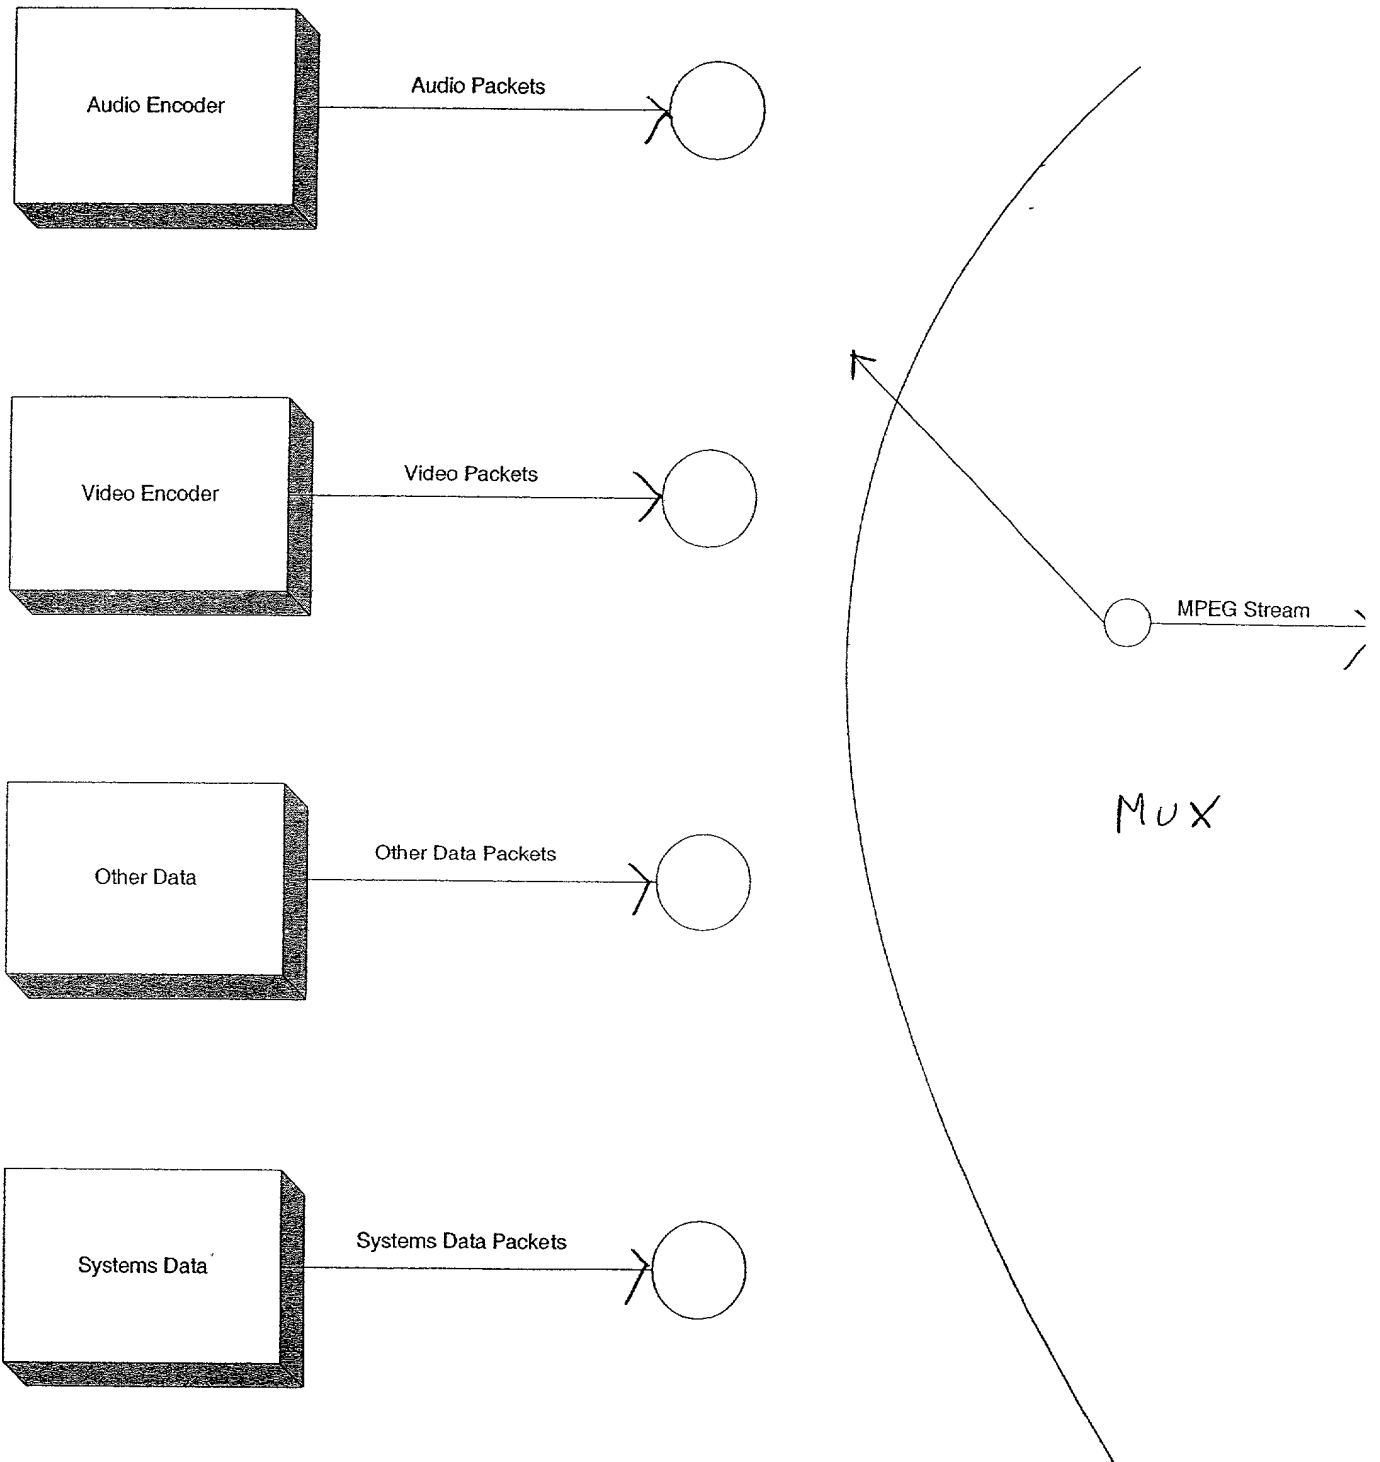 Audio Encoder
Audio Packets
Video Encoder
Video Packets
MPEG Stream
MUX
Other Data
Other Data Packets
Systems Data
Systems Data Packets